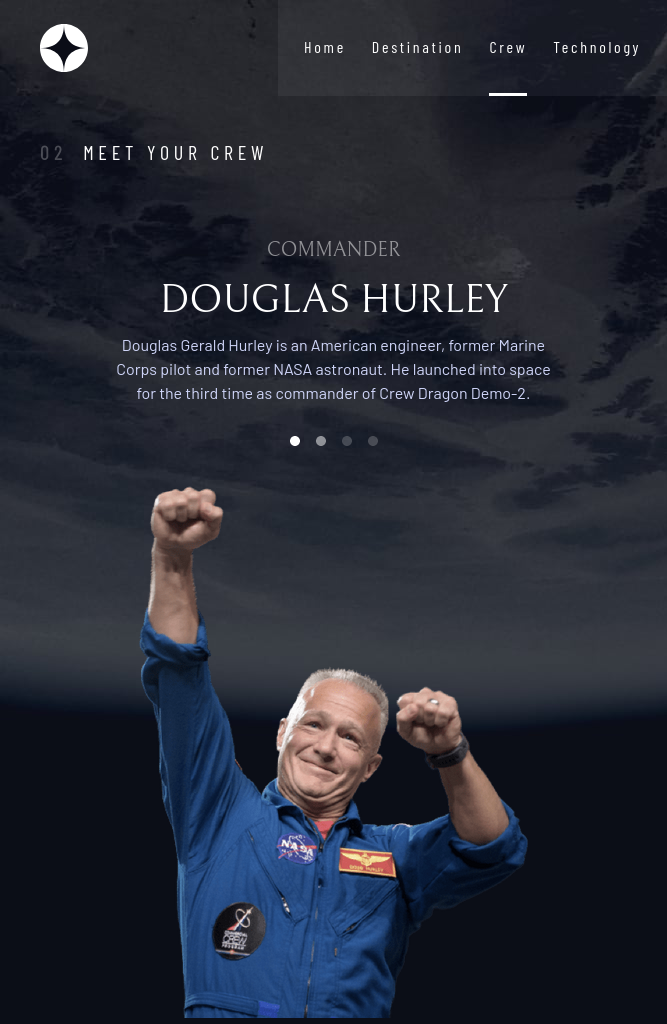 Home Destination Crew Technology
02 MEET YOUR CREW
COMMANDER
DOUGLAS HURLEY
Douglas Gerald Hurley is an American engineer, former Marine
Corps pilot and former NASA astronaut. He launched into space
for the third time as commander of Crew Dragon Demo-2.
NASA
CREW